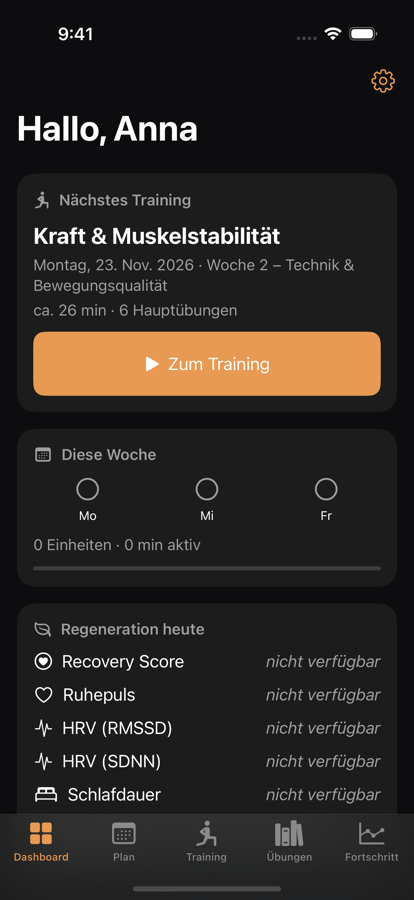 9:41
Hallo, Anna
Nächstes Training
Kraft & Muskelstabilität
Montag, 23. Nov. 2026 · Woche 2 – Technik &
Bewegungsqualität
ca. 26 min · 6 Hauptübungen
Zum Training
Diese Woche
Mo Mi Fr
0 Einheiten · 0 min aktiv
Regeneration heute
Recovery Score nicht verfügbar
Ruhepuls nicht verfügbar
HRV (RMSSD) nicht verfügbar
HRV (SDNN) nicht verfügbar
Schlafdauer nicht verfügbar
Dashboard Plan Training Übungen Fortschritt